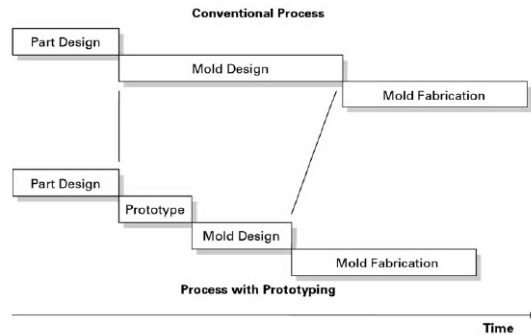 Conventional Process
Part Design
Mold Design
Mold Fabrication
Part Design
Prototype
Mold Design
Mold Fabrication
Process with Prototyping
Time